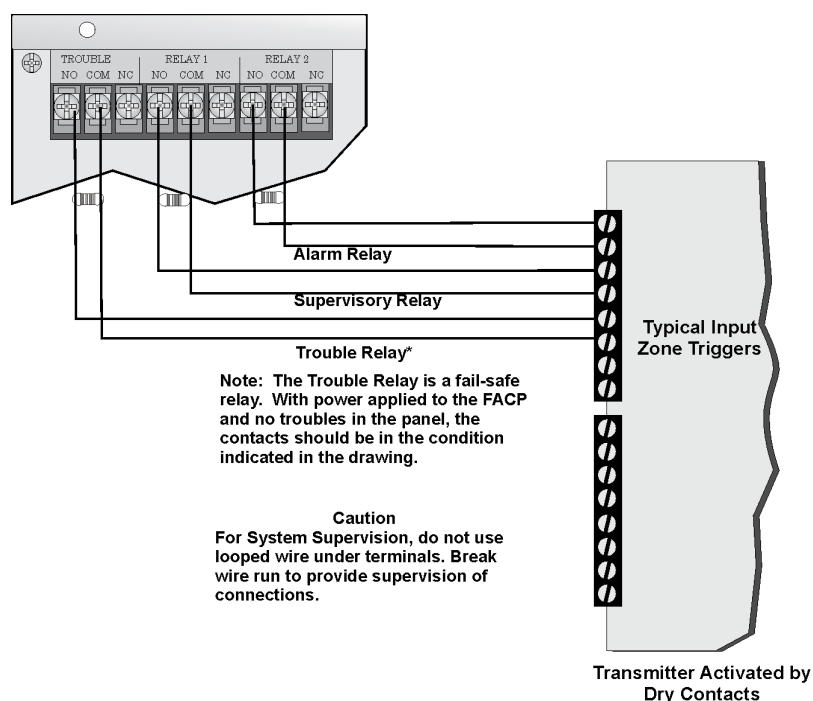 TROUBLE RELAY 1 RELAY 2
NO COM NC NO COM NC NO COM NC
Alarm Relay
Supervisory Relay
Trouble Relay*
Note: The Trouble Relay is a fail-safe
relay. With power applied to the FACP
and no troubles in the panel, the
contacts should be in the condition
indicated in the drawing.
Caution
For System Supervision, do not use
looped wire under terminals. Break
wire run to provide supervision of
connections.
Typical Input
Zone Triggers
Transmitter Activated by
Dry Contacts